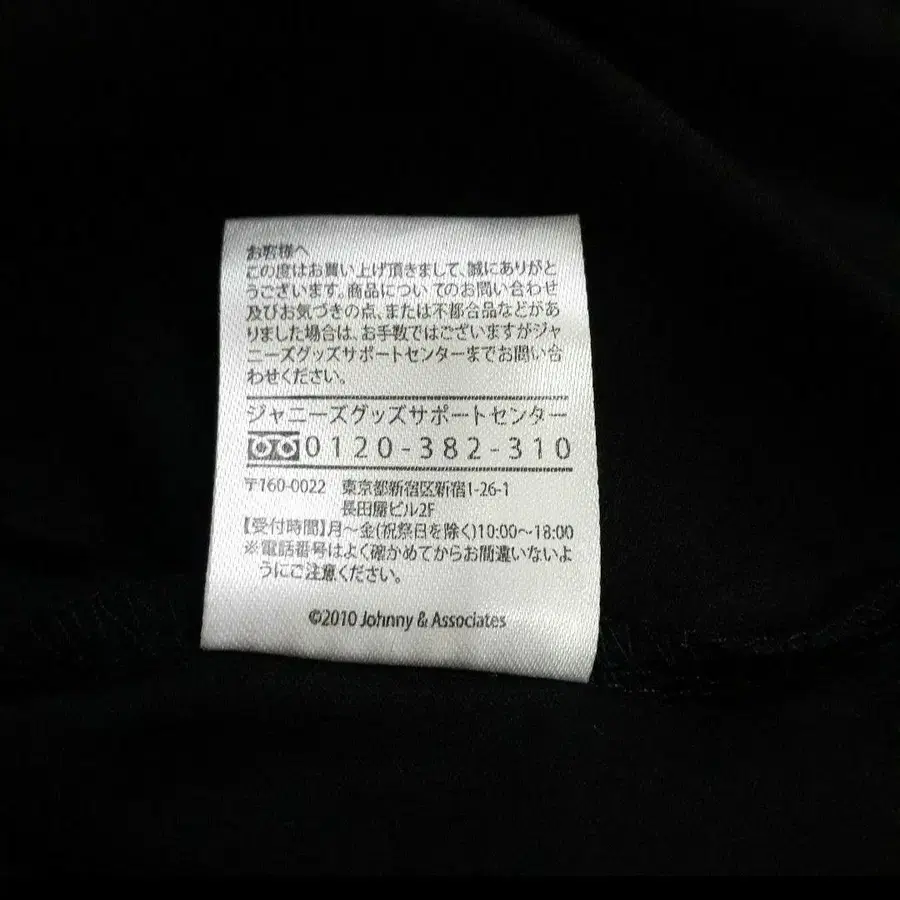 お客様へ
この度はお買い上げ頂きまして、誠にありがと
うございます。商品についてのお問い合わせ
及びお気づきの点、または不都合品などがあ
りました場合は、お手数ではございますがジャ
ニーズグッズサポートセンターまでお問い合
わせください。
ジャニーズグッズサポートセンター
0120-382-310
〒160-0022 東京都新宿区新宿1-26-1
長田屋ビル2F
【受付時間】月〜金(祝祭日を除く)10:00〜18:00
※電話番号はよく確かめてからお間違いないよ
うにご注意ください。
©2010 Johnny & Associates